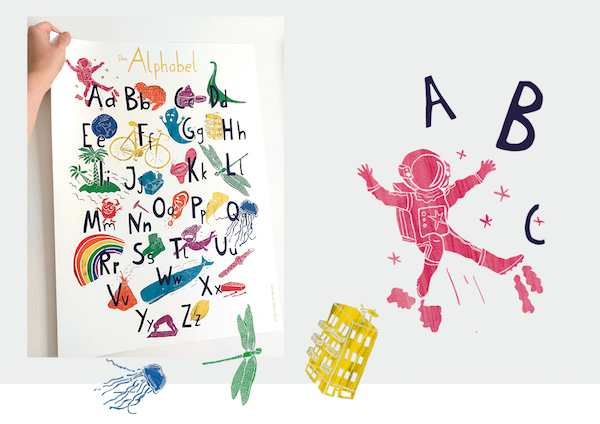 Das Alphabet
Aa Bb Cc Dd
Ee Ff Gg Hh
Ii Jj Kk Ll
Mm Nn Oo Pp Q
Rr Ss Tt Uu
Vv Ww Xx
Yy Zz
A B
C